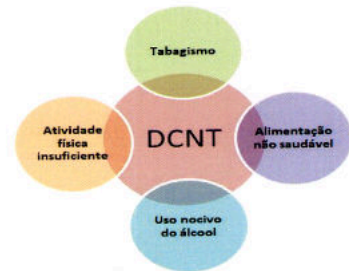 Tabagismo
Atividade
física
insuficiente
DCNT
Alimentação
não saudável
Uso nocivo
do álcool